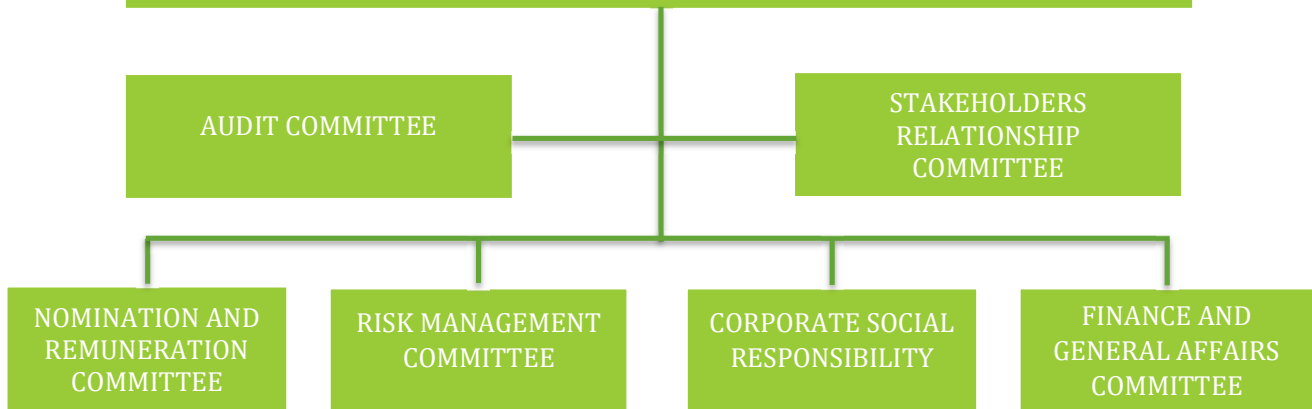 AUDIT COMMITTEE
STAKEHOLDERS
RELATIONSHIP
COMMITTEE
NOMINATION AND
REMUNERATION
COMMITTEE
RISK MANAGEMENT
COMMITTEE
CORPORATE SOCIAL
RESPONSIBILITY
FINANCE AND
GENERAL AFFAIRS
COMMITTEE